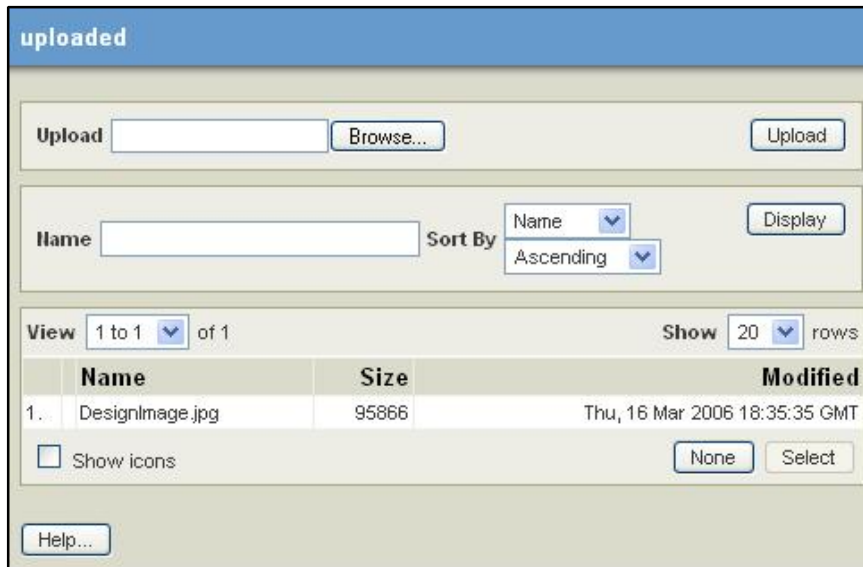 uploaded
Upload Browse... Upload
Name Sort By Name Display
Ascending
View 1 to 1 of 1 Show 20 rows
Name Size Modified
1. DesignImage.jpg 95866 Thu, 16 Mar 2006 18:35:35 GMT
Show icons None Select
Help...